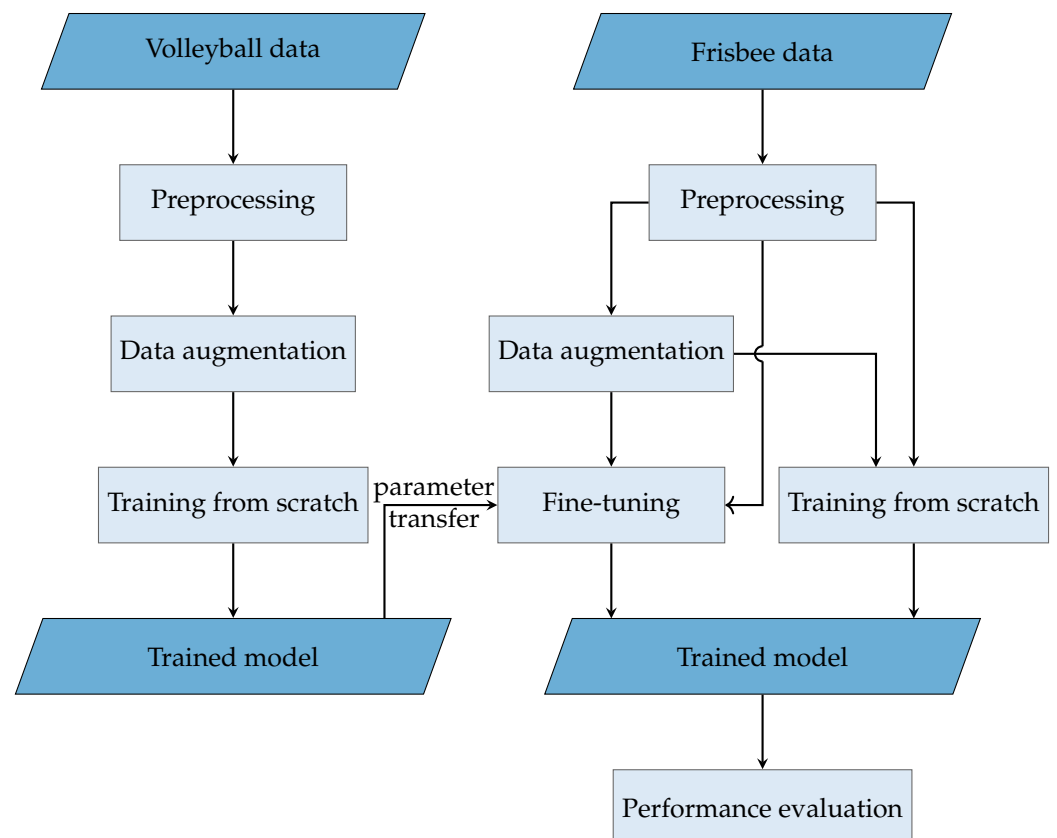 Volleyball data
Frisbee data
Preprocessing
Preprocessing
Data augmentation
Data augmentation
Training from scratch
parameter
transfer
Fine-tuning
Training from scratch
Trained model
Trained model
Performance evaluation